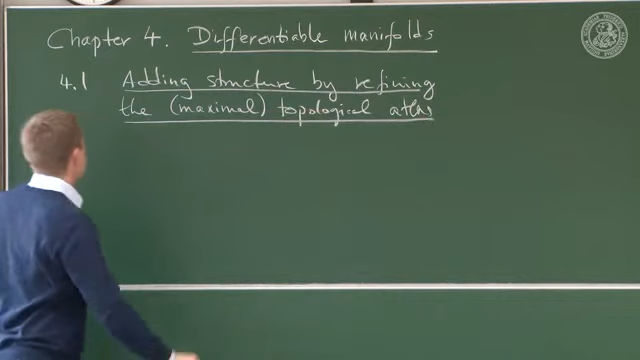 Chapter 4. Differentiable manifolds
4.1 Adding structure by refining
the (maximal) topological atlas